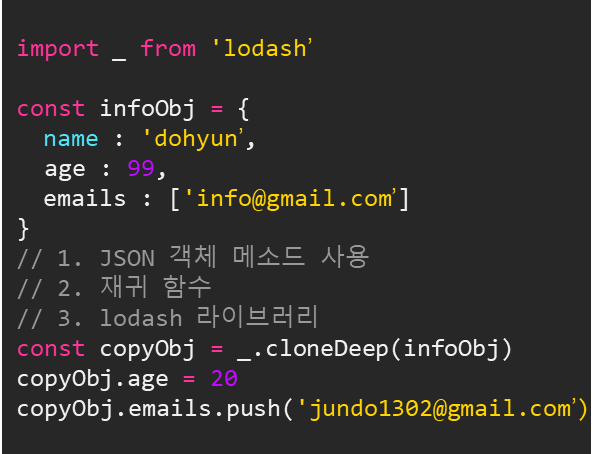 import _ from 'lodash’
const infoObj = {
name : 'dohyun’,
age : 99,
emails : ['info@gmail.com’]
}
// 1. JSON 객체 메소드 사용
// 2. 재귀 함수
// 3. lodash 라이브러리
const copyObj = _.cloneDeep(infoObj)
copyObj.age = 20
copyObj.emails.push('jundo1302@gmail.com’)